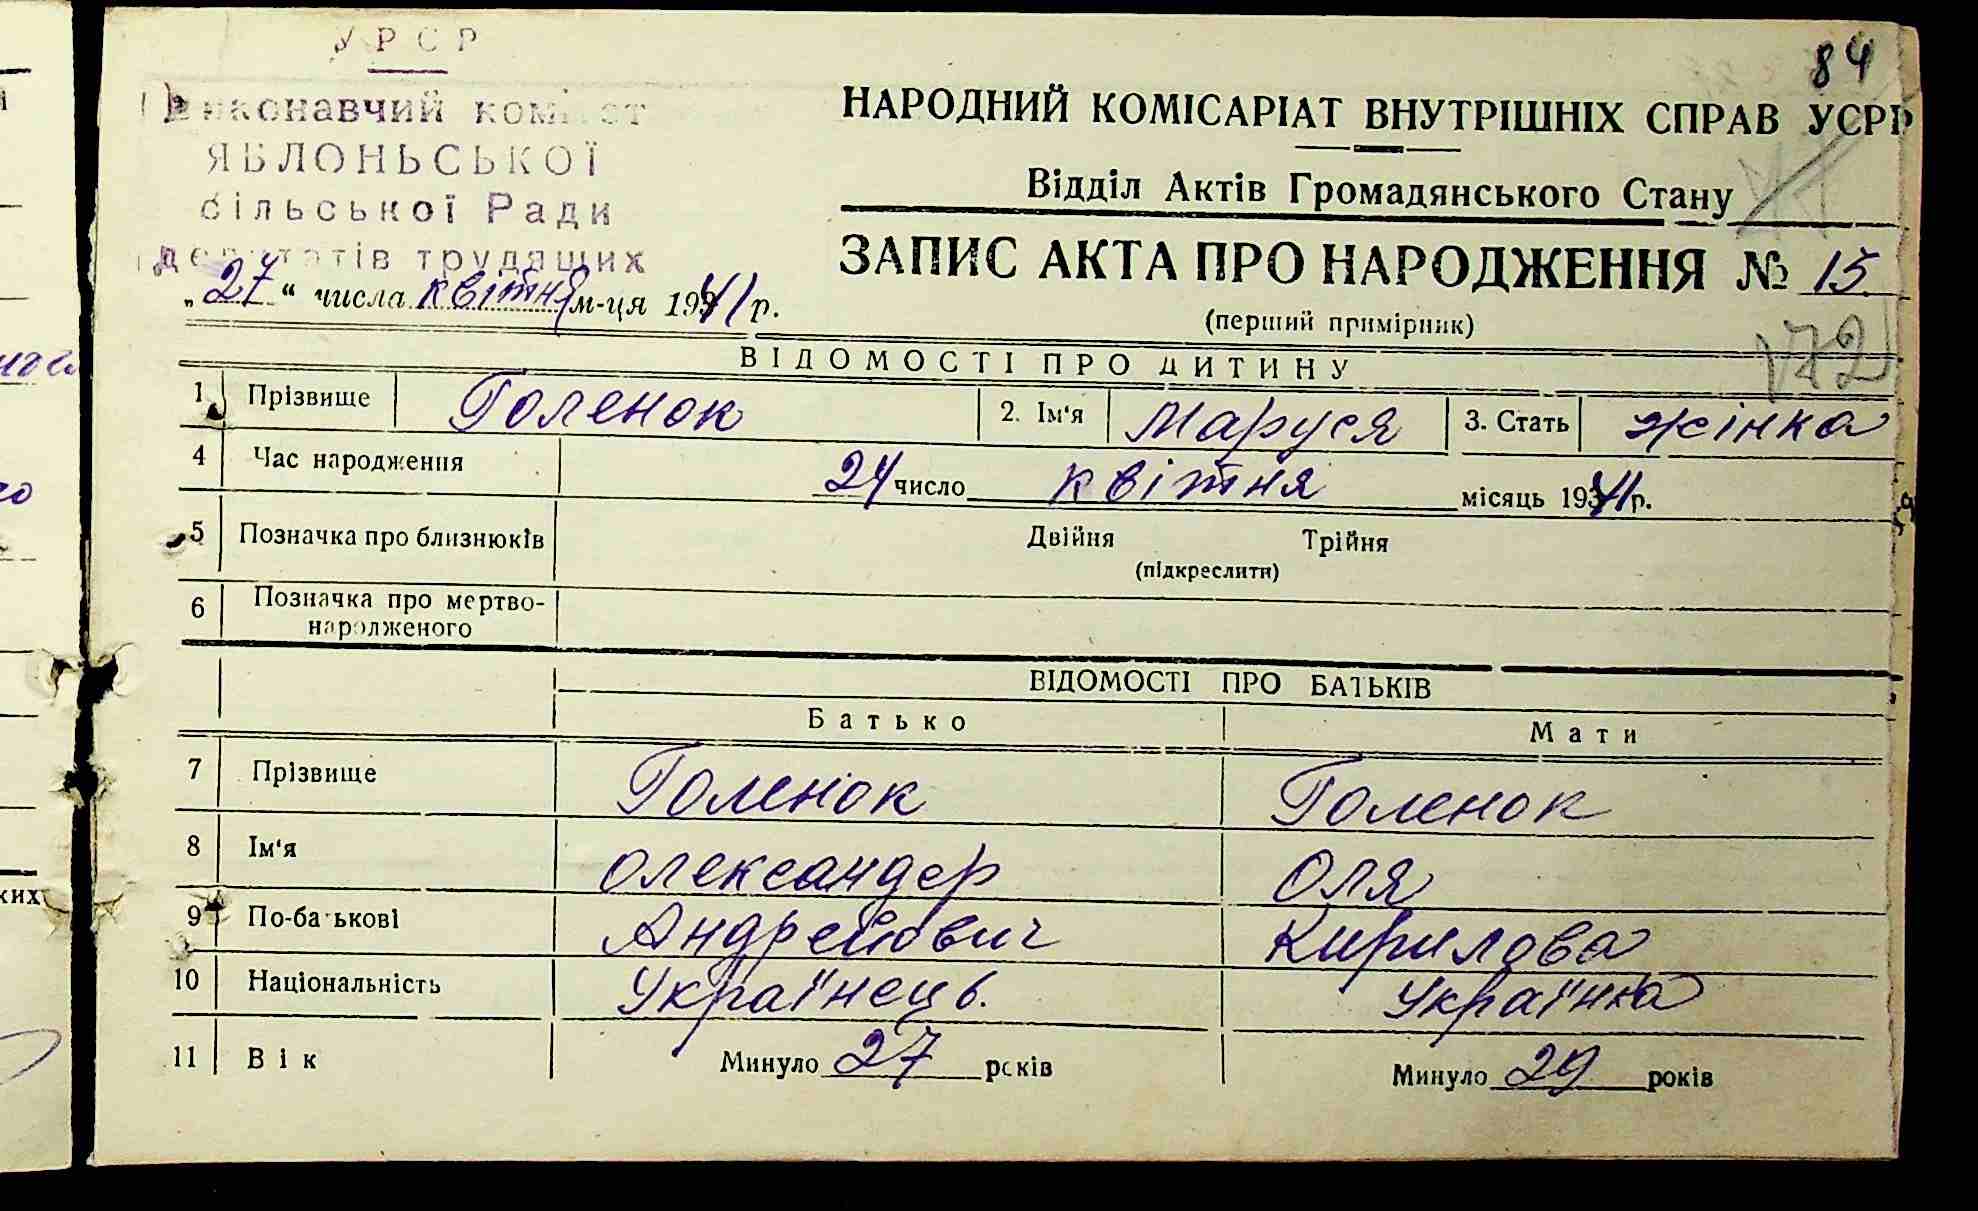 84
УРСР
Виконавчий комітет
ЯБЛОНЬСЬКОЇ
сільської Ради
депутатів трудящих
„27“ числа квітня м-ця 1941 р.
НАРОДНИЙ КОМІСАРІАТ ВНУТРІШНІХ СПРАВ УСРР
Відділ Актів Громадянського Стану
ЗАПИС АКТА ПРО НАРОДЖЕННЯ № 15
(перший примірник)
172
ВІДОМОСТІ ПРО ДИТИНУ
1 Прізвище Голенок 2. Ім'я Маруся 3. Стать жінка
4 Час народження 24 число квітня місяць 1941 р.
5 Позначка про близнюків Двійня Трійня
(підкреслити)
6 Позначка про мертво-
народженого
ВІДОМОСТІ ПРО БАТЬКІВ
Батько Мати
7 Прізвище Голенок Голенок
8 Ім'я Олександер Оля
9 По-батькові Андрейович Кирилова
10 Національність Українець. Українка
11 Вік Минуло 27 років Минуло 29 років
ких